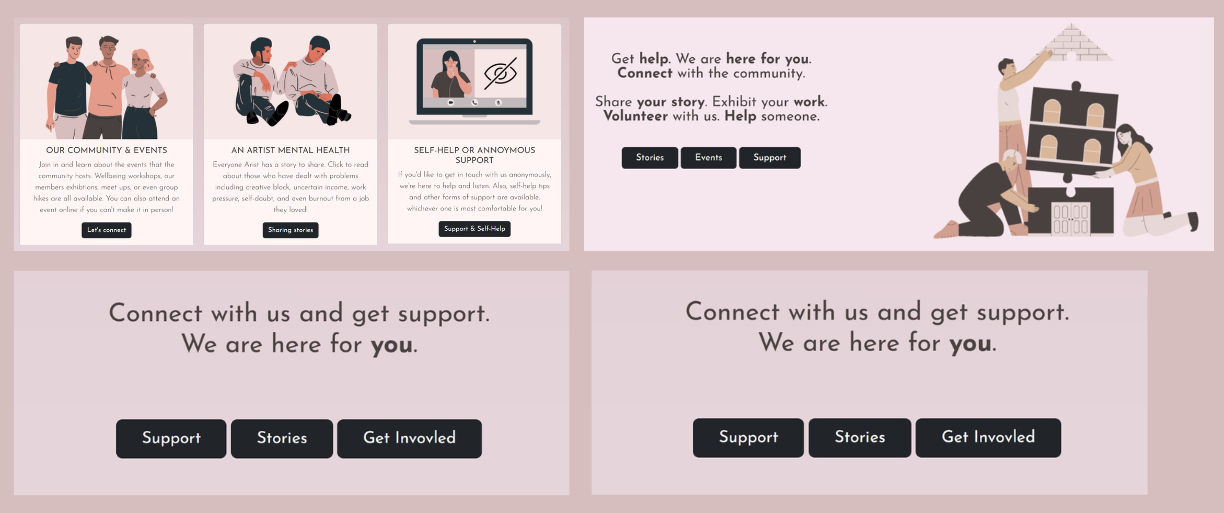 OUR COMMUNITY & EVENTS
Join in and learn about the events that the
community hosts. Wellbeing workshops, our
members exhibitions, meet ups, or even group
hikes are all available. You can also attend an
event online if you can't make it in person!
Let's connect
AN ARTIST MENTAL HEALTH
Everyone Arist has a story to share. Click to read
about those who have dealt with problems
including creative block, uncertain income, work
pressure, self-doubt, and even burnout from a job
they loved!
Sharing stories
SELF-HELP OR ANNOYMOUS
SUPPORT
If you'd like to get in touch with us anonymously,
we're here to help and listen. Also, self-help tips
and other forms of support are available,
whichever one is most comfortable for you!
Support & Self-Help
Get help. We are here for you.
Connect with the community.
Share your story. Exhibit your work.
Volunteer with us. Help someone.
Stories
Events
Support
Connect with us and get support.
We are here for you.
Support
Stories
Get Invovled
Connect with us and get support.
We are here for you.
Support
Stories
Get Invovled